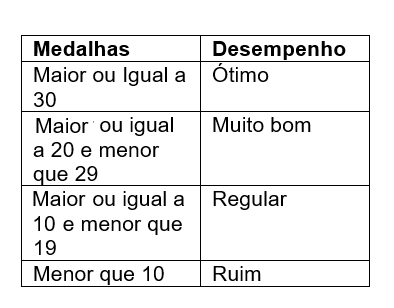 Medalhas Desempenho
Maior ou Igual a Ótimo
30
Maior ou igual Muito bom
a 20 e menor
que 29
Maior ou igual a Regular
10 e menor que
19
Menor que 10 Ruim